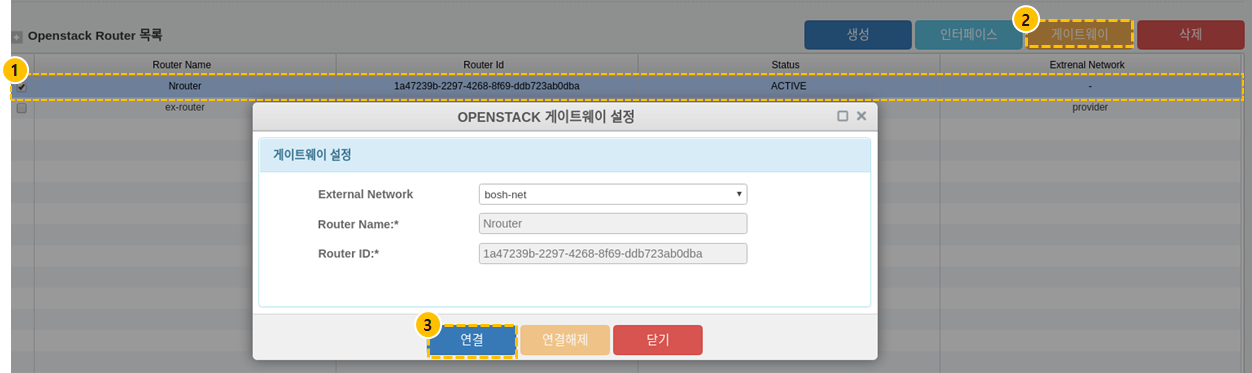 2
Openstack Router 목록
생성 인터페이스 게이트웨이 삭제
1
Router Name Router Id Status Extrenal Network
Nrouter 1a47239b-2297-4268-8f69-ddb723ab0dba ACTIVE -
ex-router provider
OPENSTACK 게이트웨이 설정
게이트웨이 설정
External Network bosh-net
Router Name:* Nrouter
Router ID:* 1a47239b-2297-4268-8f69-ddb723ab0dba
3
연결 연결해제 닫기